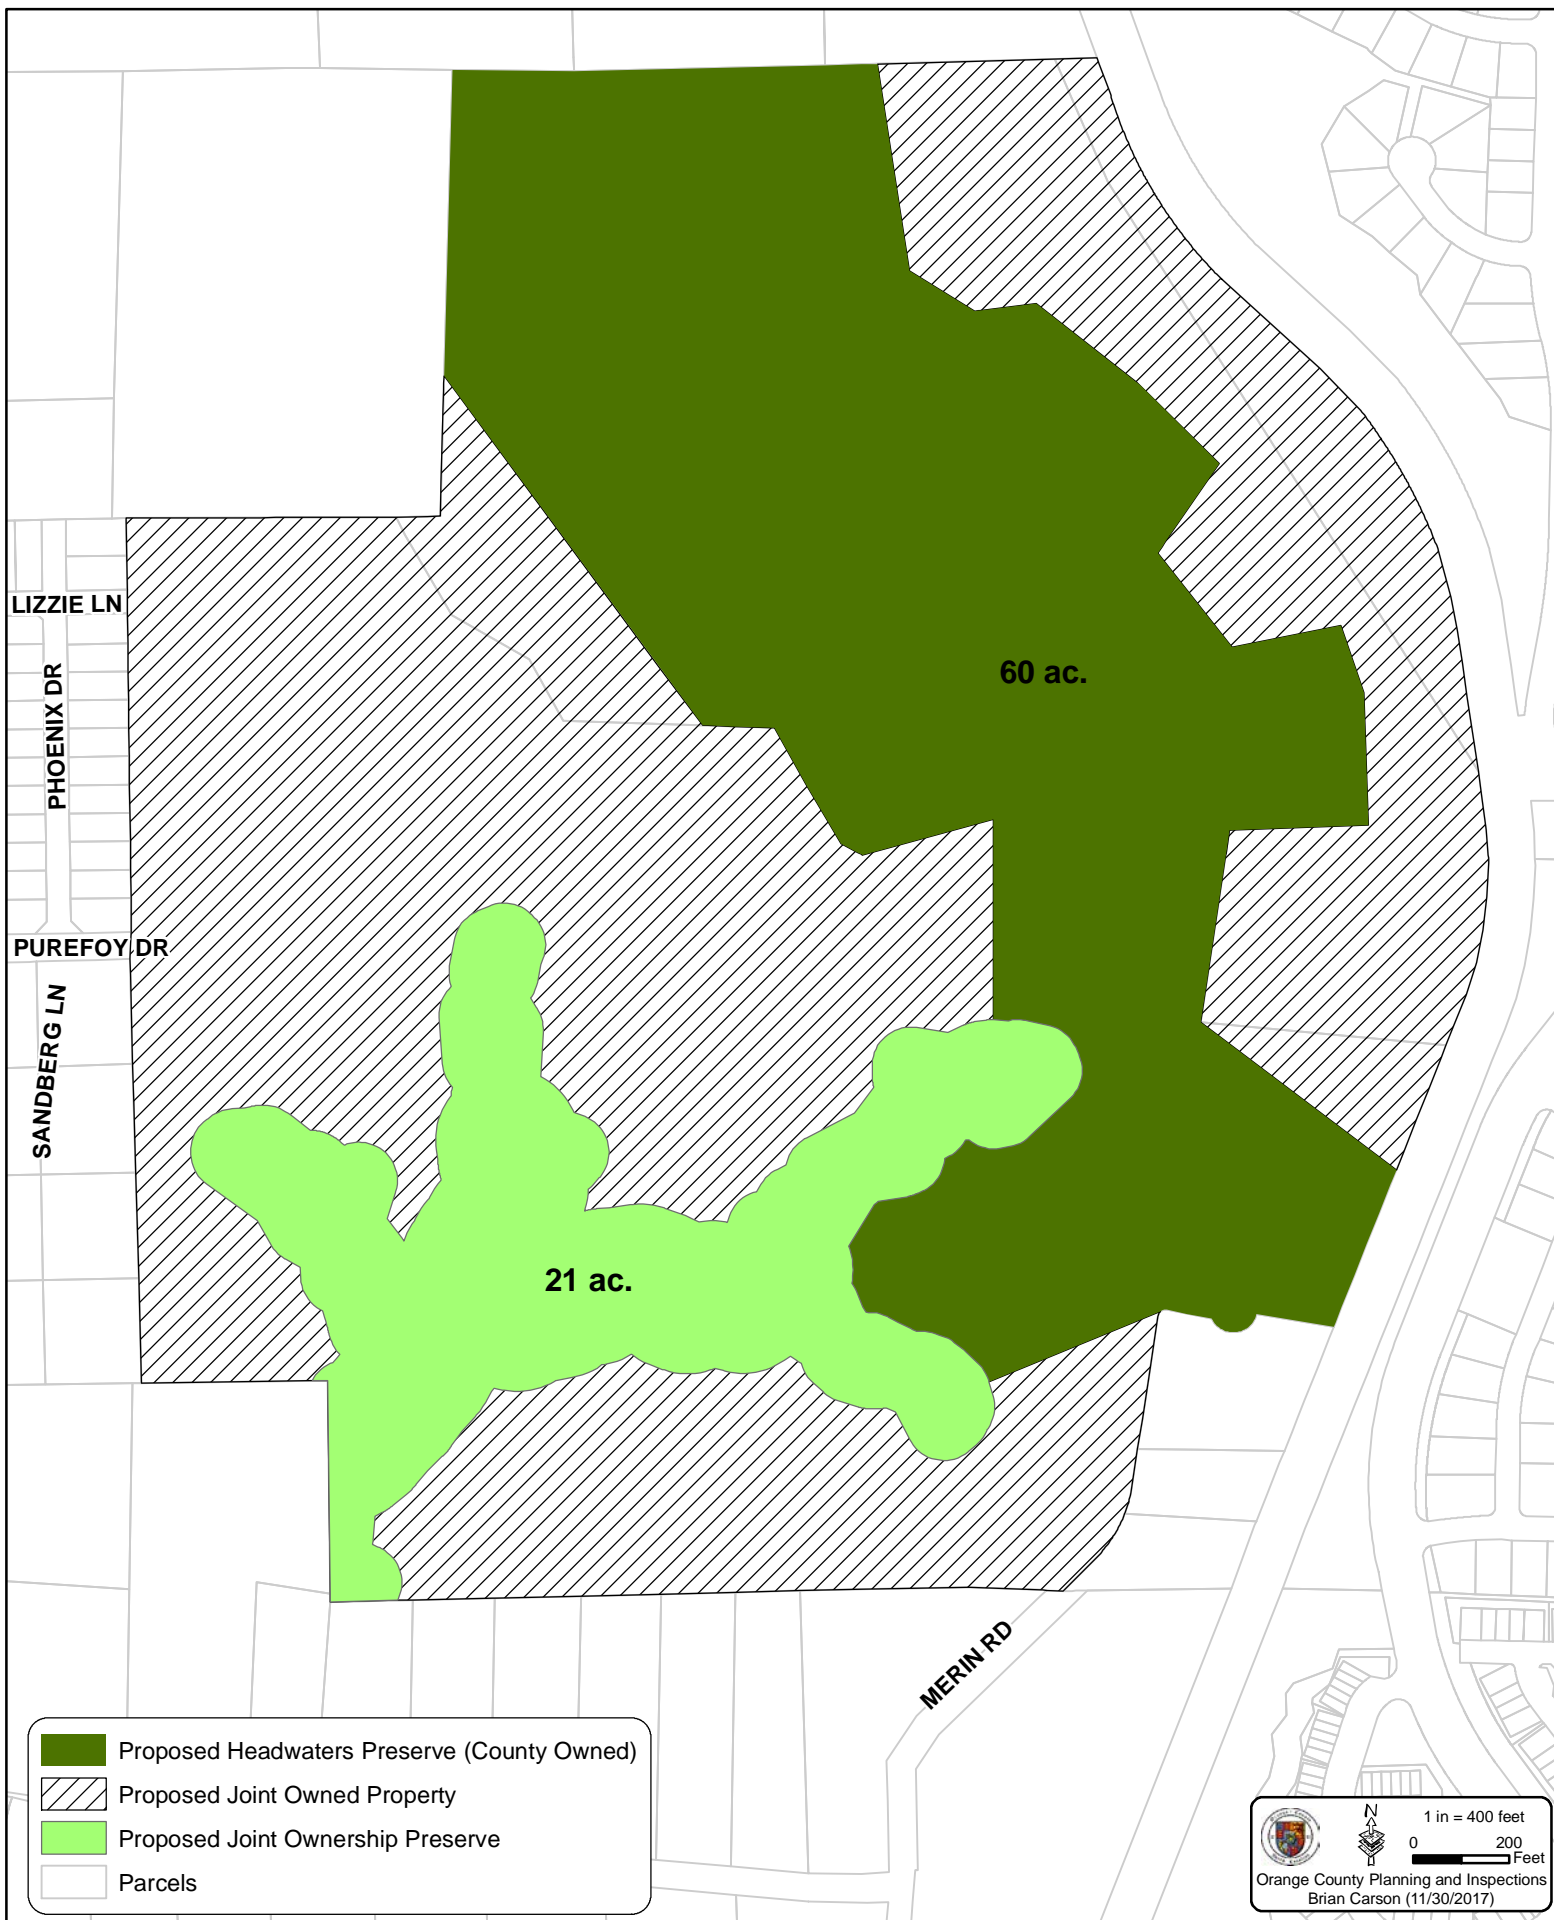 60 ac.
LIZZIE LN
PHOENIX DR
PUREFOY DR
SANDBERG LN
21 ac.
MERIN RD
Proposed Headwaters Preserve (County Owned)
Proposed Joint Owned Property
Proposed Joint Ownership Preserve
Parcels
N
1 in = 400 feet
0 200
Feet
Orange County Planning and Inspections
Brian Carson (11/30/2017)